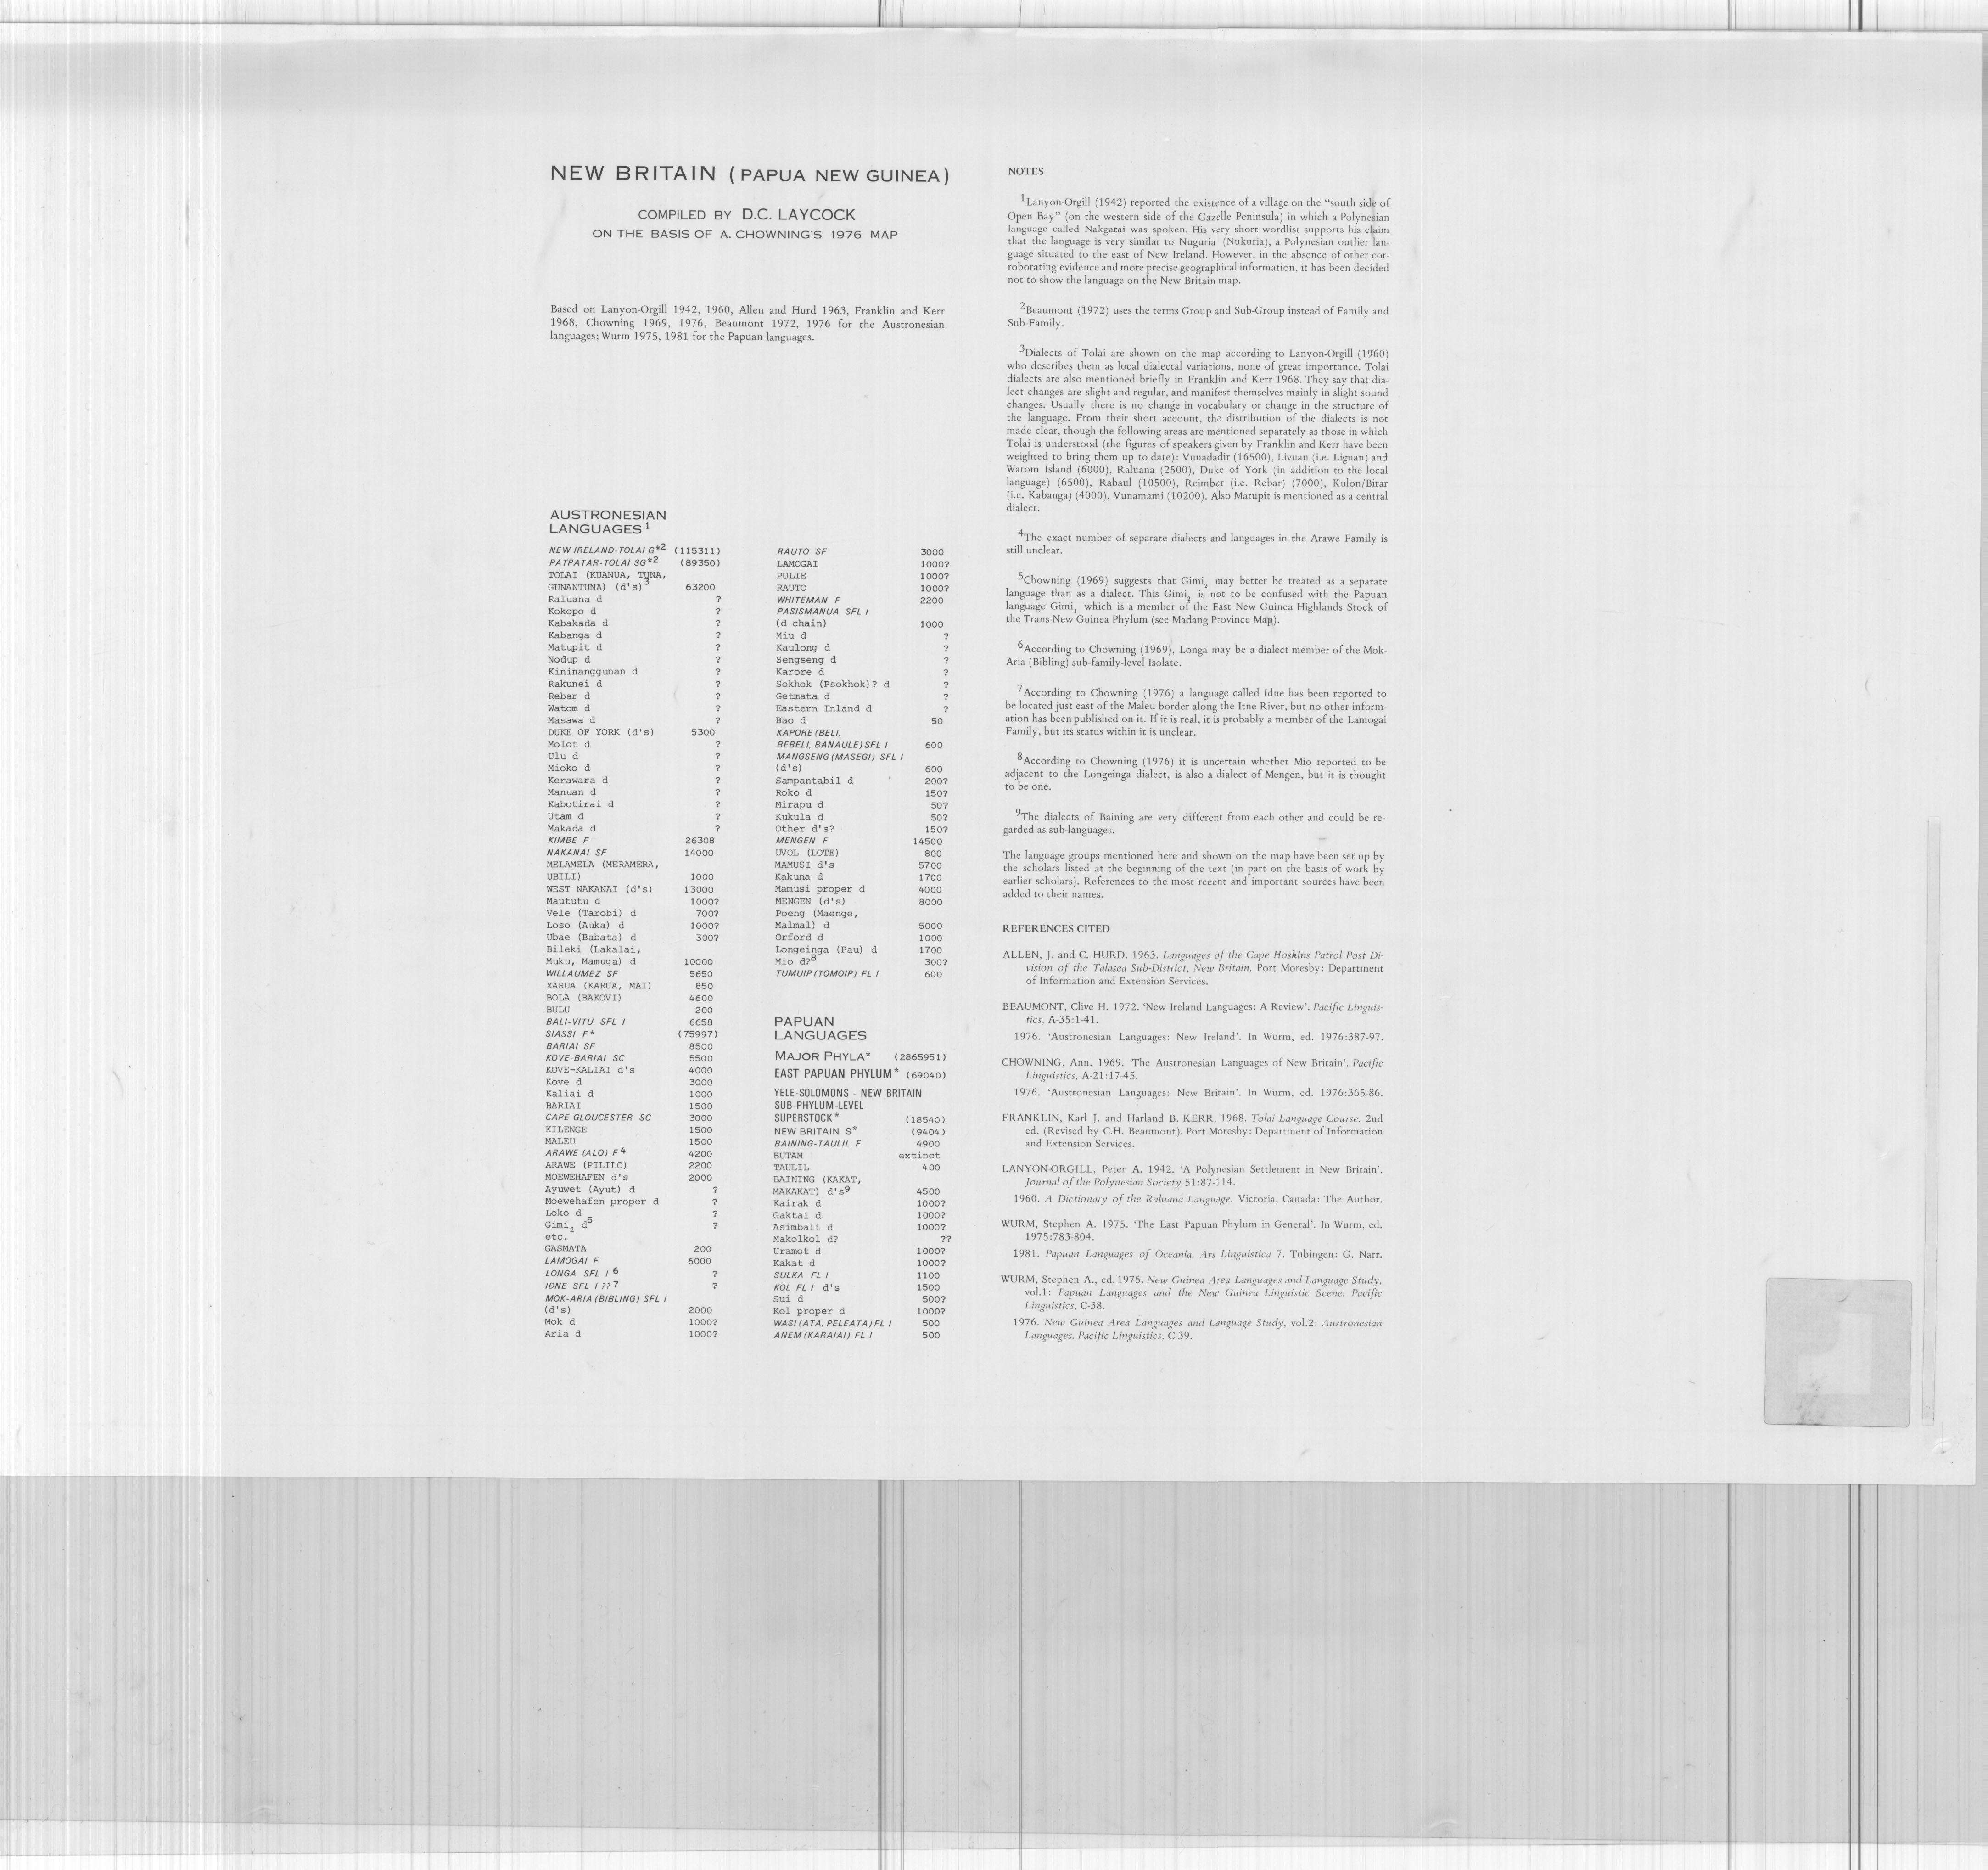 NEW BRITAIN (PAPUA NEW GUINEA)
COMPILED BY D.C. LAYCOCK
ON THE BASIS OF A. CHOWNING'S 1976 MAP
Based on Lanyon-Orgill 1942, 1960, Allen and Hurd 1963, Franklin and Kerr
1968, Chowning 1969, 1976, Beaumont 1972, 1976 for the Austronesian
languages; Wurm 1975, 1981 for the Papuan languages.
AUSTRONESIAN
LANGUAGES1
NEW IRELAND-TOLAI G*2 (115311)
PATPATAR-TOLAI SG*2 (89350)
TOLAI (KUANUA, TUNA,
GUNANTUNA) (d's)3 63200
Raluana d ?
Kokopo d ?
Kabakada d ?
Kabanga d ?
Matupit d ?
Nodup d ?
Kininanggunan d ?
Rakunei d ?
Rebar d ?
Watom d ?
Masawa d ?
DUKE OF YORK (d's) 5300
Molot d ?
Ulu d ?
Mioko d ?
Kerawara d ?
Manuan d ?
Kabotirai d ?
Utam d ?
Makada d ?
KIMBE F 26308
NAKANAI SF 14000
MELAMELA (MERAMERA,
UBILI) 1000
WEST NAKANAI (d's) 13000
Maututu d 1000?
Vele (Tarobi) d 700?
Loso (Auka) d 1000?
Ubae (Babata) d 300?
Bileki (Lakalai,
Muku, Mamuga) d 10000
WILLAUMEZ SF 5650
XARUA (KARUA, MAI) 850
BOLA (BAKOVI) 4600
BULU 200
BALI-VITU SFL I 6658
SIASSI F* (75997)
BARIAI SF 8500
KOVE-BARIAI SC 5500
KOVE-KALIAI d's 4000
Kove d 3000
Kaliai d 1000
BARIAI 1500
CAPE GLOUCESTER SC 3000
KILENGE 1500
MALEU 1500
ARAWE (ALO) F4 4200
ARAWE (PILILO) 2200
MOEWEHAFEN d's 2000
Ayuwet (Ayut) d ?
Moewehafen proper d ?
Loko d ?
Gimi2 d5 ?
etc.
GASMATA 200
LAMOGAI F 6000
LONGA SFL I6 ?
IDNE SFL I??7 ?
MOK-ARIA (BIBLING) SFL I
(d's) 2000
Mok d 1000?
Aria d 1000?
RAUTO SF 3000
LAMOGAI 1000?
PULIE 1000?
RAUTO 1000?
WHITEMAN F 2200
PASISMANUA SFL I
(d chain) 1000
Miu d ?
Kaulong d ?
Sengseng d ?
Karore d ?
Sokhok (Psokhok)? d ?
Getmata d ?
Eastern Inland d ?
Bao d 50
KAPORE (BELI,
BEBELI, BANAULE) SFL I 600
MANGSENG (MASEGI) SFL I
(d's) 600
Sampantabil d 200?
Roko d 150?
Mirapu d 50?
Kukula d 50?
Other d's? 150?
MENGEN F 14500
UVOL (LOTE) 800
MAMUSI d's 5700
Kakuna d 1700
Mamusi proper d 4000
MENGEN (d's) 8000
Poeng (Maenge,
Malmal) d 5000
Orford d 1000
Longeinga (Pau) d 1700
Mio d?8 300?
TUMUIP (TOMOIP) FL I 600
PAPUAN
LANGUAGES
MAJOR PHYLA* (2865951)
EAST PAPUAN PHYLUM* (69040)
YELE-SOLOMONS - NEW BRITAIN
SUB-PHYLUM-LEVEL
SUPERSTOCK* (18540)
NEW BRITAIN S* (9404)
BAINING-TAULIL F 4900
BUTAM extinct
TAULIL 400
BAINING (KAKAT,
MAKAKAT) d's9 4500
Kairak d 1000?
Gaktai d 1000?
Asimbali d 1000?
Makolkol d? ??
Uramot d 1000?
Kakat d 1000?
SULKA FL I 1100
KOL FL I d's 1500
Sui d 500?
Kol proper d 1000?
WASI (ATA, PELEATA) FL I 500
ANEM (KARAIAI) FL I 500
NOTES
1Lanyon-Orgill (1942) reported the existence of a village on the "south side of
Open Bay" (on the western side of the Gazelle Peninsula) in which a Polynesian
language called Nakgatai was spoken. His very short wordlist supports his claim
that the language is very similar to Nuguria (Nukuria), a Polynesian outlier lan-
guage situated to the east of New Ireland. However, in the absence of other cor-
roborating evidence and more precise geographical information, it has been decided
not to show the language on the New Britain map.
2Beaumont (1972) uses the terms Group and Sub-Group instead of Family and
Sub-Family.
3Dialects of Tolai are shown on the map according to Lanyon-Orgill (1960)
who describes them as local dialectal variations, none of great importance. Tolai
dialects are also mentioned briefly in Franklin and Kerr 1968. They say that dia-
lect changes are slight and regular, and manifest themselves mainly in slight sound
changes. Usually there is no change in vocabulary or change in the structure of
the language. From their short account, the distribution of the dialects is not
made clear, though the following areas are mentioned separately as those in which
Tolai is understood (the figures of speakers given by Franklin and Kerr have been
weighted to bring them up to date): Vunadadir (16500), Livuan (i.e. Liguan) and
Watom Island (6000), Raluana (2500), Duke of York (in addition to the local
language) (6500), Rabaul (10500), Reimber (i.e. Rebar) (7000), Kulon/Birar
(i.e. Kabanga) (4000), Vunamami (10200). Also Matupit is mentioned as a central
dialect.
4The exact number of separate dialects and languages in the Arawe Family is
still unclear.
5Chowning (1969) suggests that Gimi2 may better be treated as a separate
language than as a dialect. This Gimi2 is not to be confused with the Papuan
language Gimi1 which is a member of the East New Guinea Highlands Stock of
the Trans-New Guinea Phylum (see Madang Province Map).
6According to Chowning (1969), Longa may be a dialect member of the Mok-
Aria (Bibling) sub-family-level Isolate.
7According to Chowning (1976) a language called Idne has been reported to
be located just east of the Maleu border along the Itne River, but no other inform-
ation has been published on it. If it is real, it is probably a member of the Lamogai
Family, but its status within it is unclear.
8According to Chowning (1976) it is uncertain whether Mio reported to be
adjacent to the Longeinga dialect, is also a dialect of Mengen, but it is thought
to be one.
9The dialects of Baining are very different from each other and could be re-
garded as sub-languages.
The language groups mentioned here and shown on the map have been set up by
the scholars listed at the beginning of the text (in part on the basis of work by
earlier scholars). References to the most recent and important sources have been
added to their names.
REFERENCES CITED
ALLEN, J. and C. HURD. 1963. Languages of the Cape Hoskins Patrol Post Di-
vision of the Talasea Sub-District, New Britain. Port Moresby: Department
of Information and Extension Services.
BEAUMONT, Clive H. 1972. 'New Ireland Languages: A Review'. Pacific Linguis-
tics, A-35:1-41.
1976. 'Austronesian Languages: New Ireland'. In Wurm, ed. 1976:387-97.
CHOWNING, Ann. 1969. 'The Austronesian Languages of New Britain'. Pacific
Linguistics, A-21:17-45.
1976. 'Austronesian Languages: New Britain'. In Wurm, ed. 1976:365-86.
FRANKLIN, Karl J. and Harland B. KERR. 1968. Tolai Language Course. 2nd
ed. (Revised by C.H. Beaumont). Port Moresby: Department of Information
and Extension Services.
LANYON-ORGILL, Peter A. 1942. 'A Polynesian Settlement in New Britain'.
Journal of the Polynesian Society 51:87-114.
1960. A Dictionary of the Raluana Language. Victoria, Canada: The Author.
WURM, Stephen A. 1975. 'The East Papuan Phylum in General'. In Wurm, ed.
1975:783-804.
1981. Papuan Languages of Oceania. Ars Linguistica 7. Tubingen: G. Narr.
WURM, Stephen A., ed. 1975. New Guinea Area Languages and Language Study,
vol.1: Papuan Languages and the New Guinea Linguistic Scene. Pacific
Linguistics, C-38.
1976. New Guinea Area Languages and Language Study, vol.2: Austronesian
Languages. Pacific Linguistics, C-39.